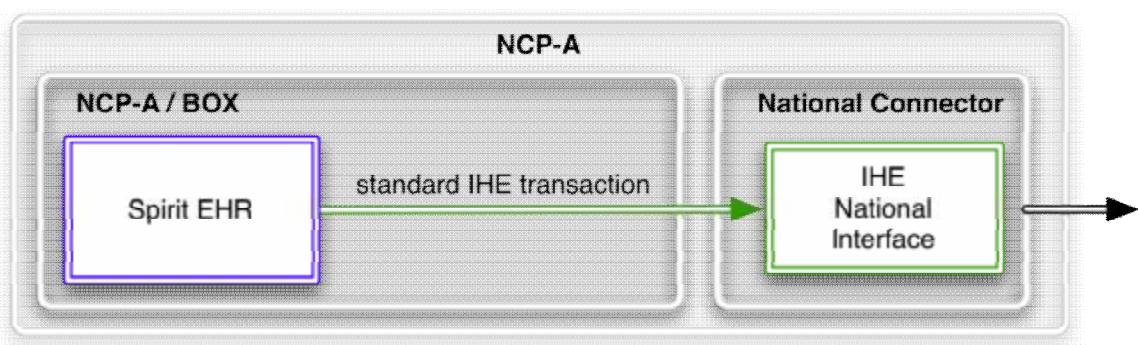 NCP-A
NCP-A / BOX
National Connector
Spirit EHR
standard IHE transaction
IHE
National
Interface